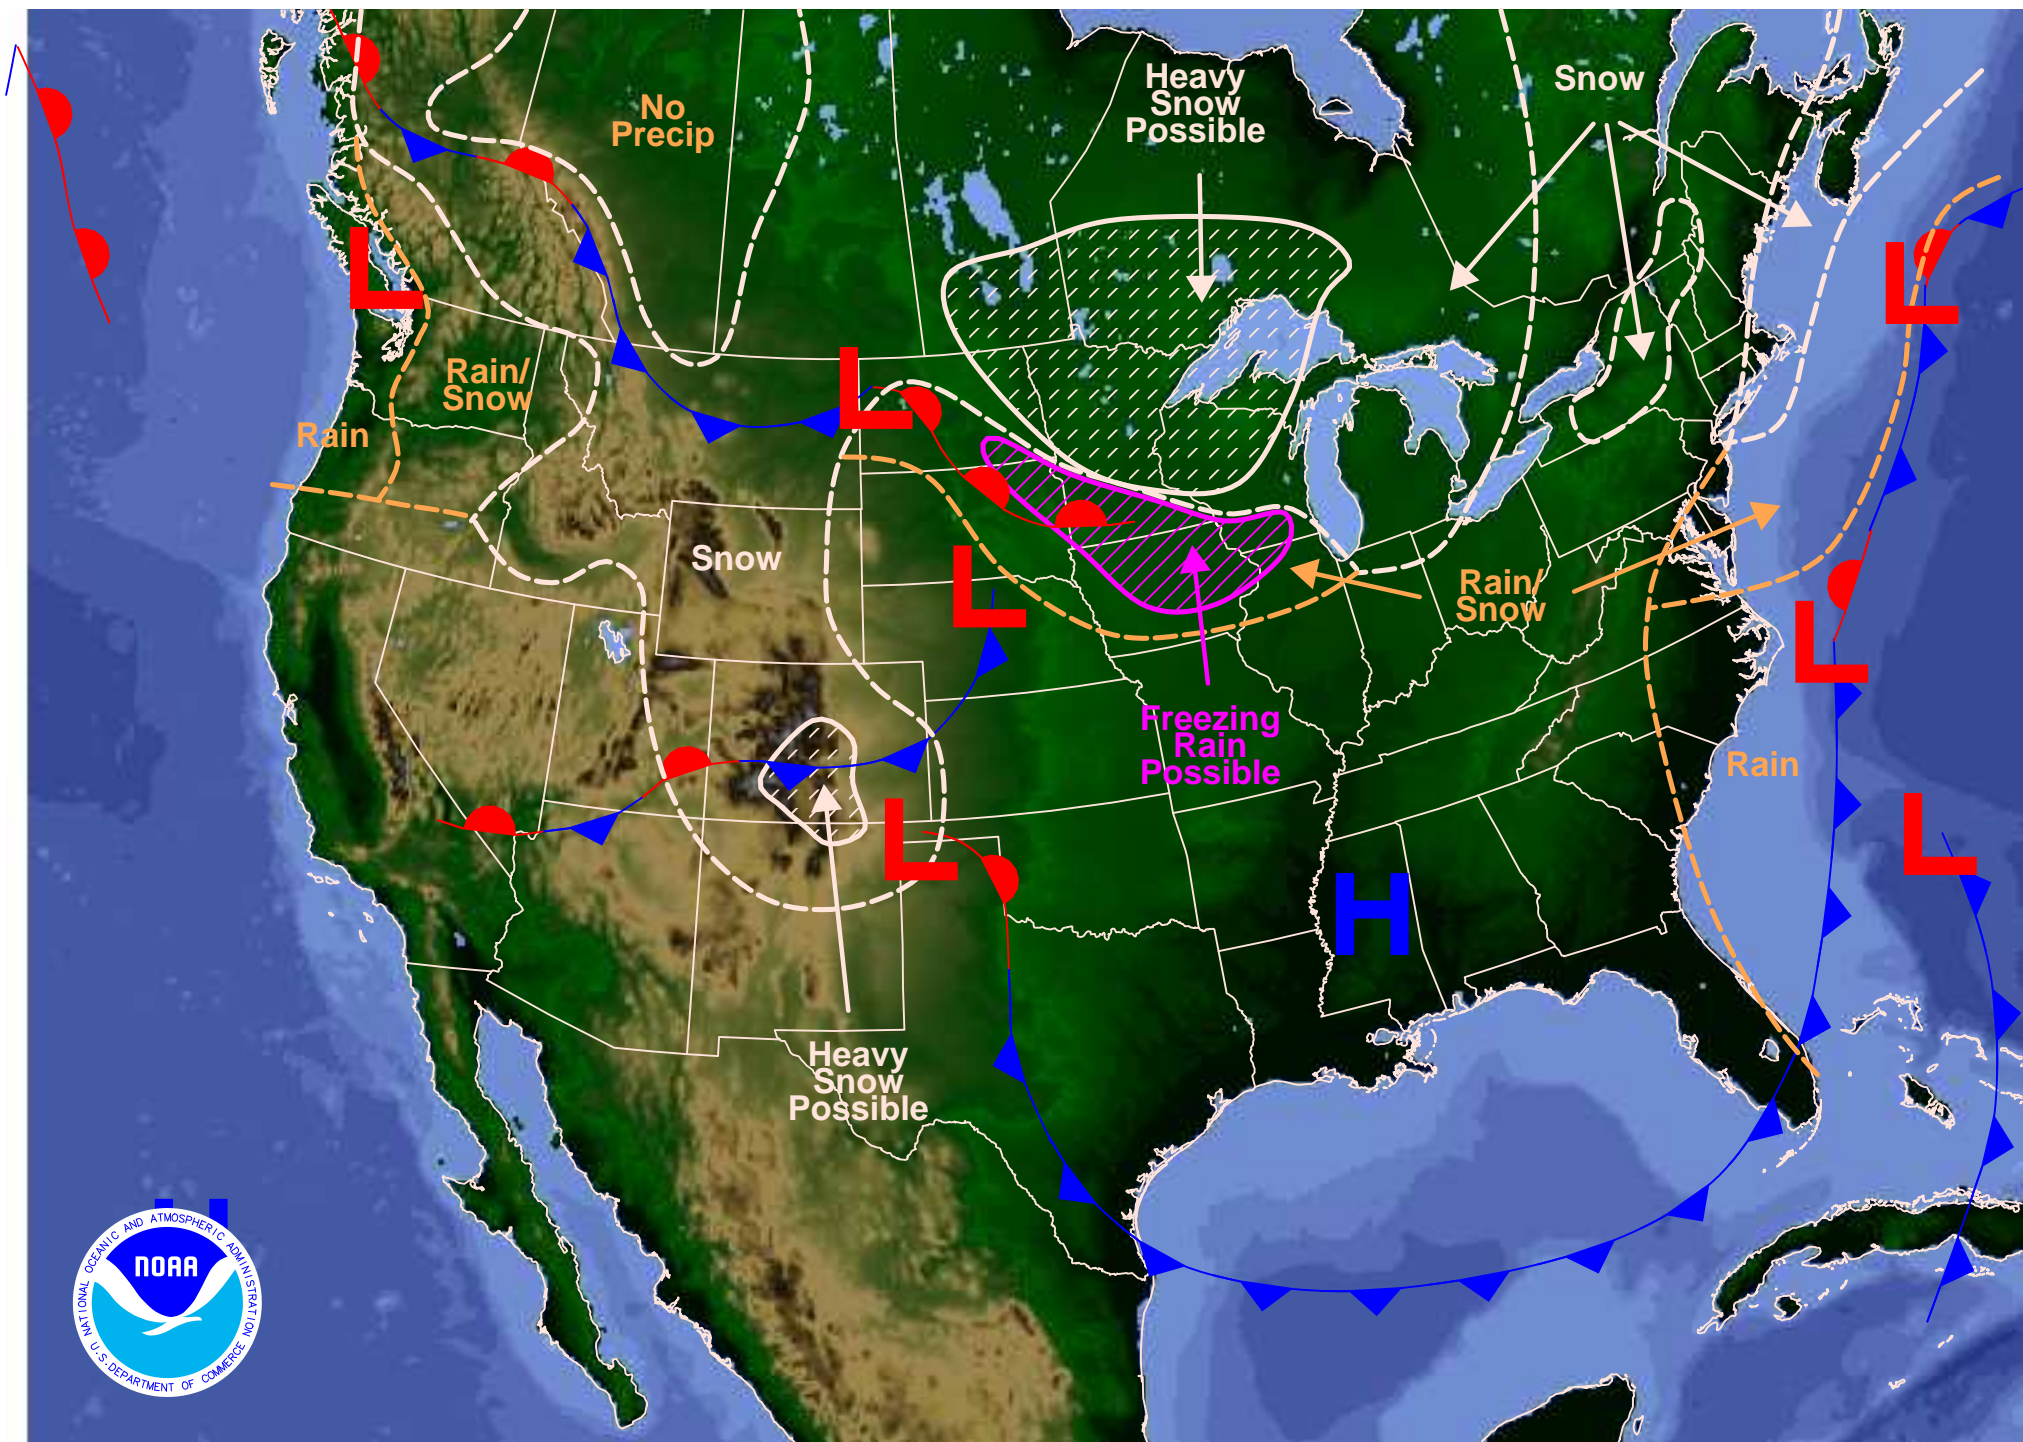 Heavy
Snow
Possible
Snow
No
Precip
L
L
Rain/
Snow
L
Rain
Snow
L
Rain/
Snow
L
Freezing
Rain
Possible
Rain
L
L
H
Heavy
Snow
Possible
H
NATIONAL OCEANIC AND ATMOSPHERIC ADMINISTRATION
NOAA
U.S. DEPARTMENT OF COMMERCE